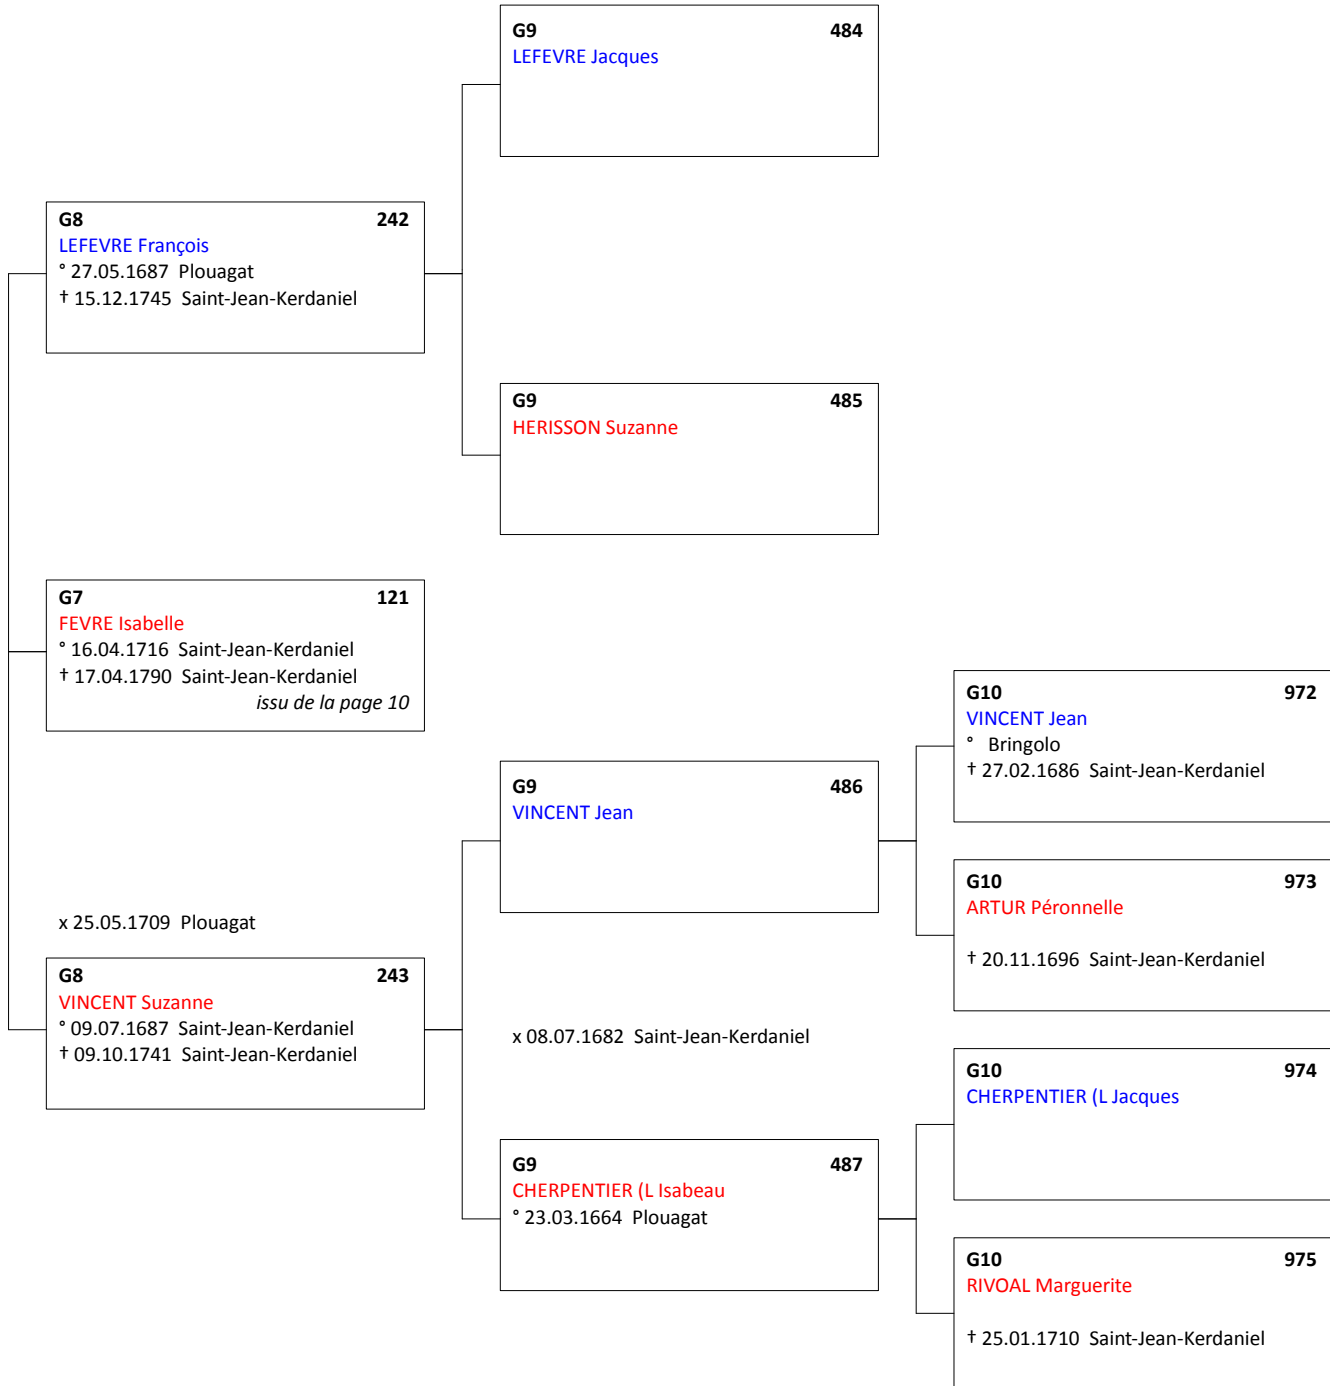 G9 484
LEFEVRE Jacques
G8 242
LEFEVRE François
° 27.05.1687 Plouagat
† 15.12.1745 Saint-Jean-Kerdaniel
G9 485
HERISSON Suzanne
G7 121
FEVRE Isabelle
° 16.04.1716 Saint-Jean-Kerdaniel
† 17.04.1790 Saint-Jean-Kerdaniel
issu de la page 10
G10 972
VINCENT Jean
° Bringolo
† 27.02.1686 Saint-Jean-Kerdaniel
G9 486
VINCENT Jean
G10 973
ARTUR Péronnelle
† 20.11.1696 Saint-Jean-Kerdaniel
x 25.05.1709 Plouagat
G8 243
VINCENT Suzanne
° 09.07.1687 Saint-Jean-Kerdaniel
† 09.10.1741 Saint-Jean-Kerdaniel
x 08.07.1682 Saint-Jean-Kerdaniel
G10 974
CHERPENTIER (L Jacques
G9 487
CHERPENTIER (L Isabeau
° 23.03.1664 Plouagat
G10 975
RIVOAL Marguerite
† 25.01.1710 Saint-Jean-Kerdaniel